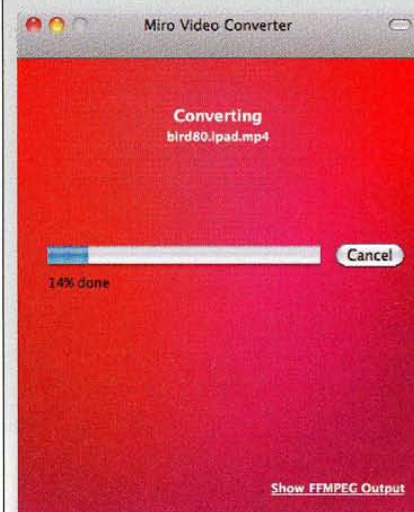 Miro Video Converter
Converting
bird80.ipad.mp4
Cancel
14% done
Show FFMPEG Output